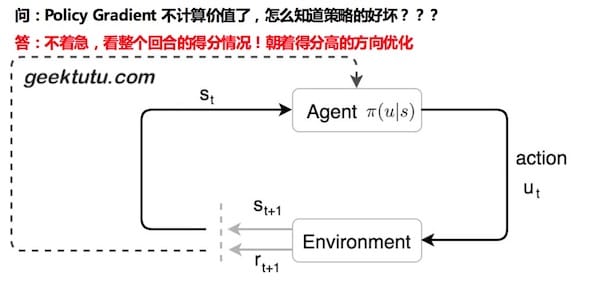 问：Policy Gradient 不计算价值了，怎么知道策略的好坏？？？
答：不着急，看整个回合的得分情况！朝着得分高的方向优化
geektutu.com
s_t
Agent π(u|s)
action
u_t
s_{t+1}
Environment
r_{t+1}